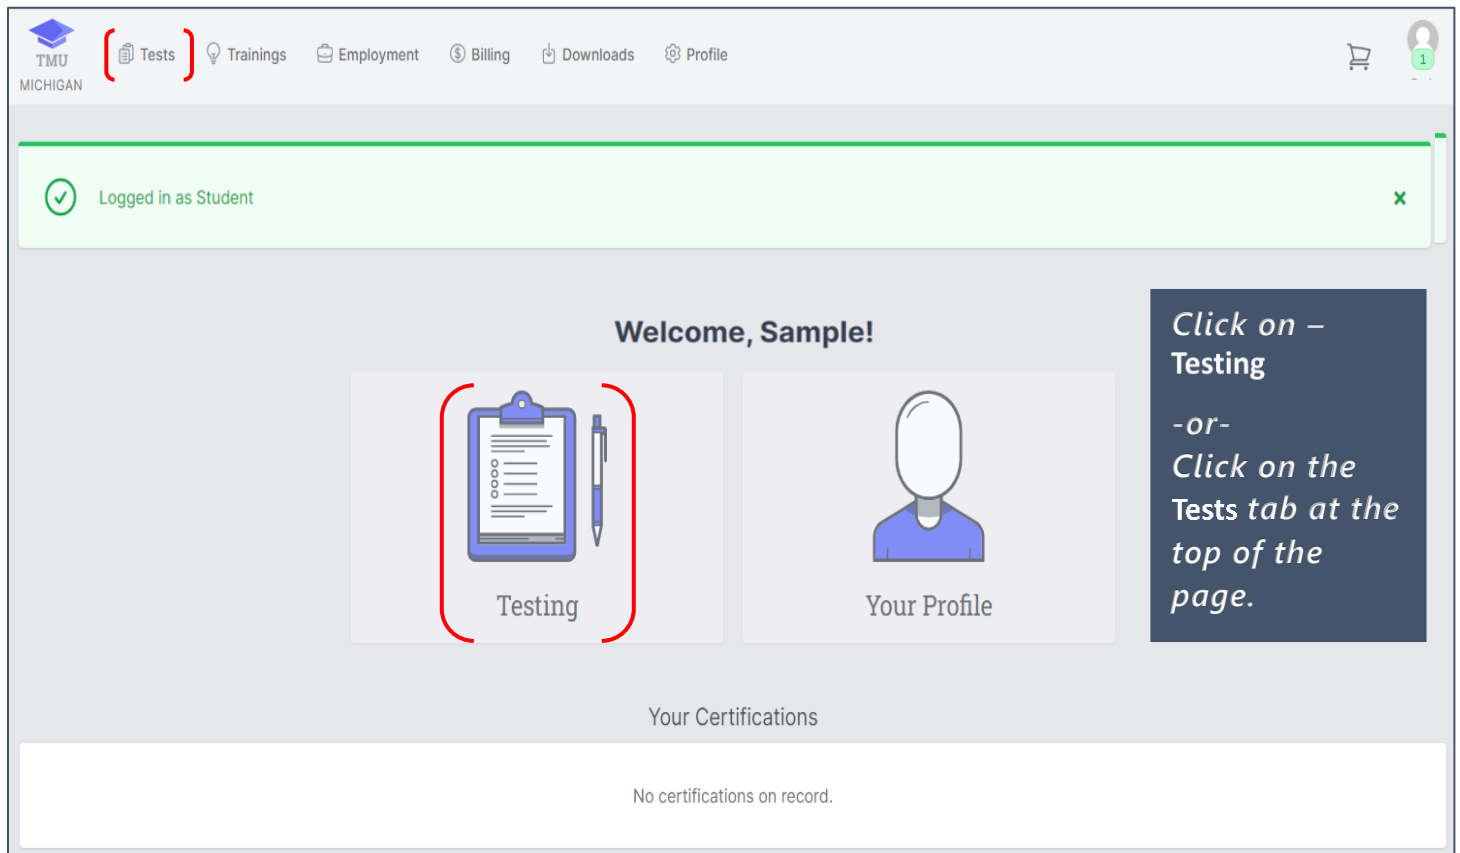 TMU
MICHIGAN
Tests
Trainings
Employment
Billing
Downloads
Profile
1
Logged in as Student
Welcome, Sample!
Testing
Your Profile
Click on –
Testing
-or-
Click on the
Tests tab at the
top of the
page.
Your Certifications
No certifications on record.